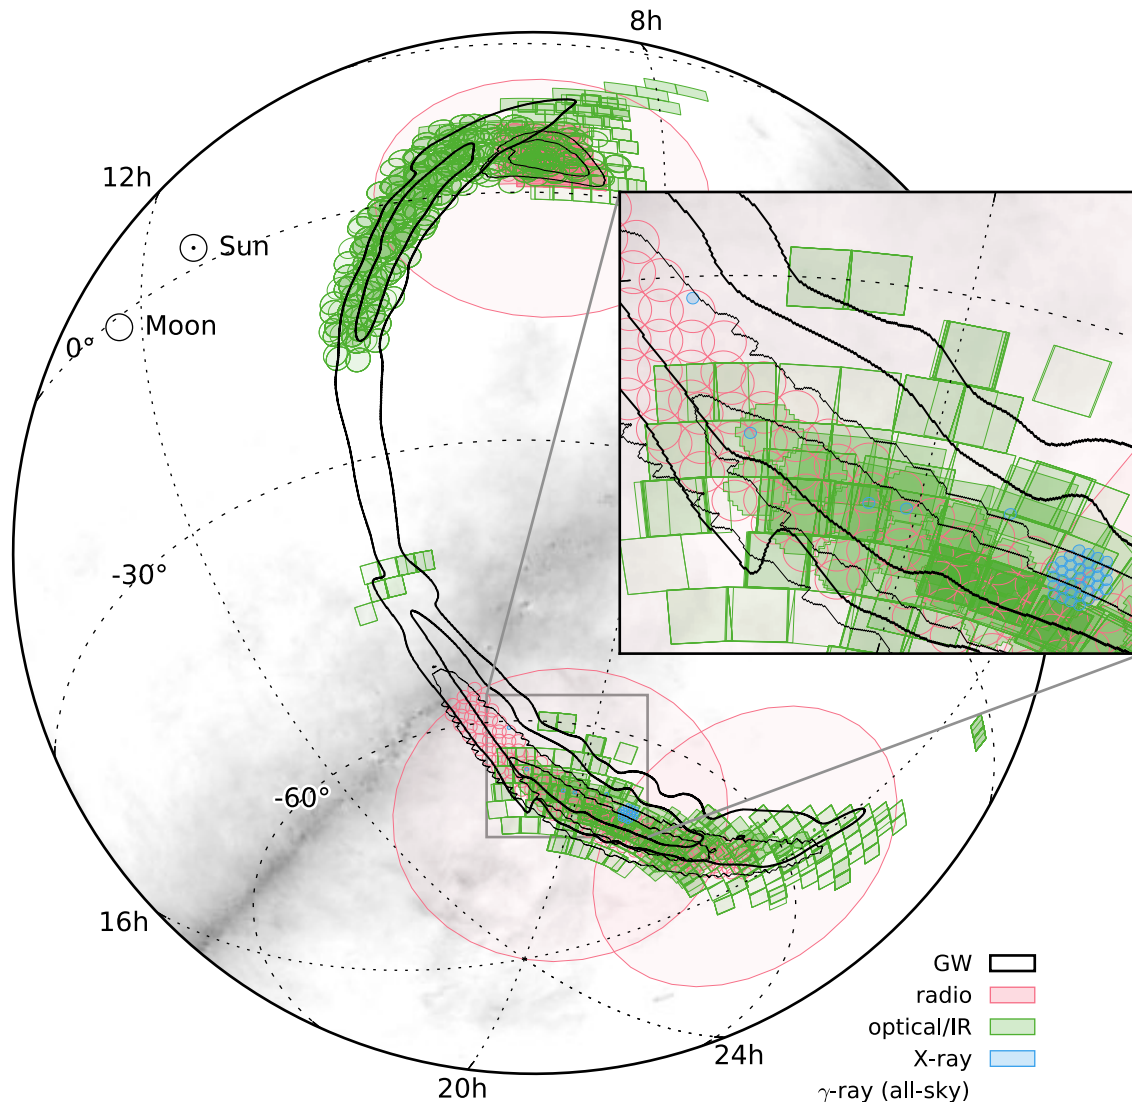 8h
12h
Sun
Moon
0°
-30°
-60°
16h
GW
radio
optical/IR
X-ray
γ-ray (all-sky)
24h
20h